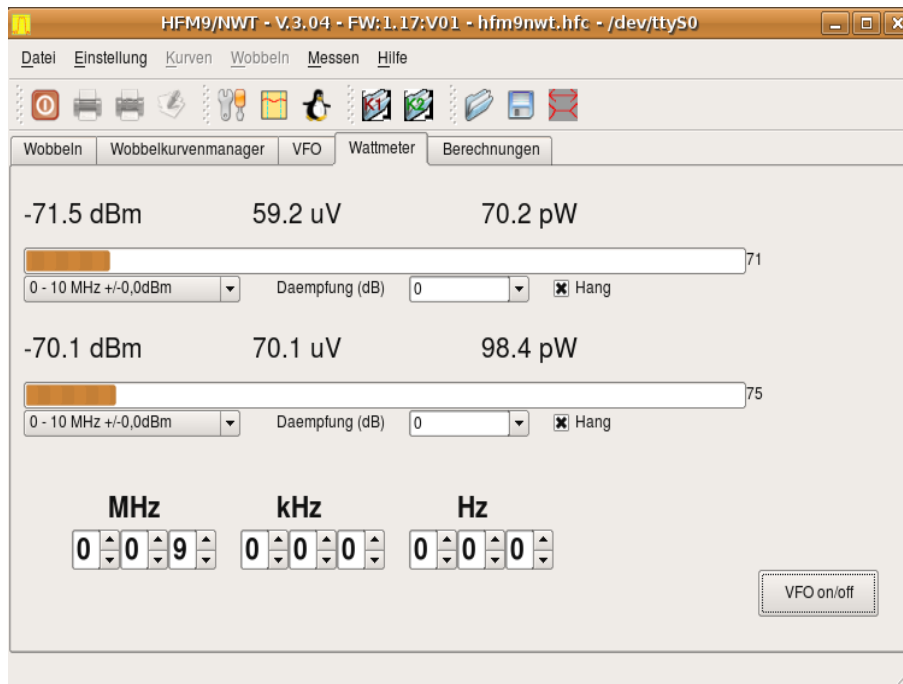 HFM9/NWT - V.3.04 - FW:1.17:V01 - hfm9nwt.hfc - /dev/ttyS0
Datei Einstellung Kurven Wobbeln Messen Hilfe
K1 K2
Wobbeln Wobbelkurvenmanager VFO Wattmeter Berechnungen
-71.5 dBm 59.2 uV 70.2 pW
71
0 - 10 MHz +/-0,0dBm Daempfung (dB) 0 Hang
-70.1 dBm 70.1 uV 98.4 pW
75
0 - 10 MHz +/-0,0dBm Daempfung (dB) 0 Hang
MHz kHz Hz
0 0 9 0 0 0 0 0 0
VFO on/off